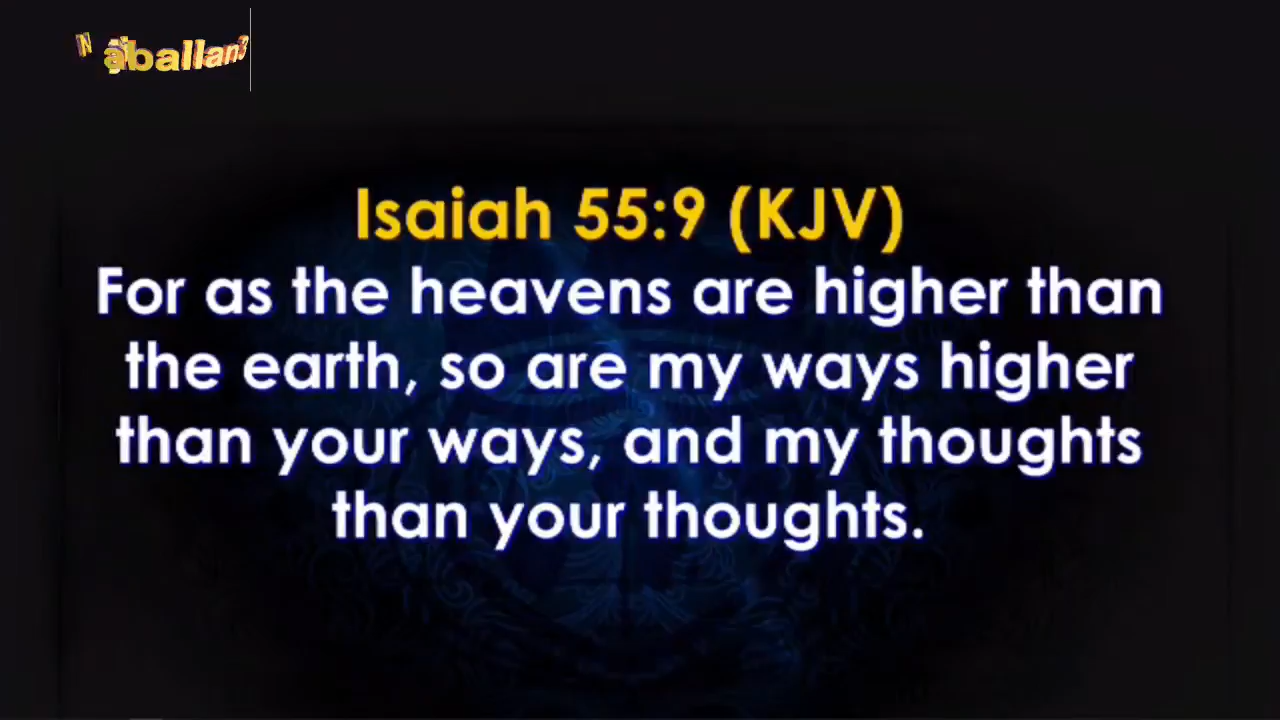 Isaiah 55:9 (KJV)
For as the heavens are higher than
the earth, so are my ways higher
than your ways, and my thoughts
than your thoughts.